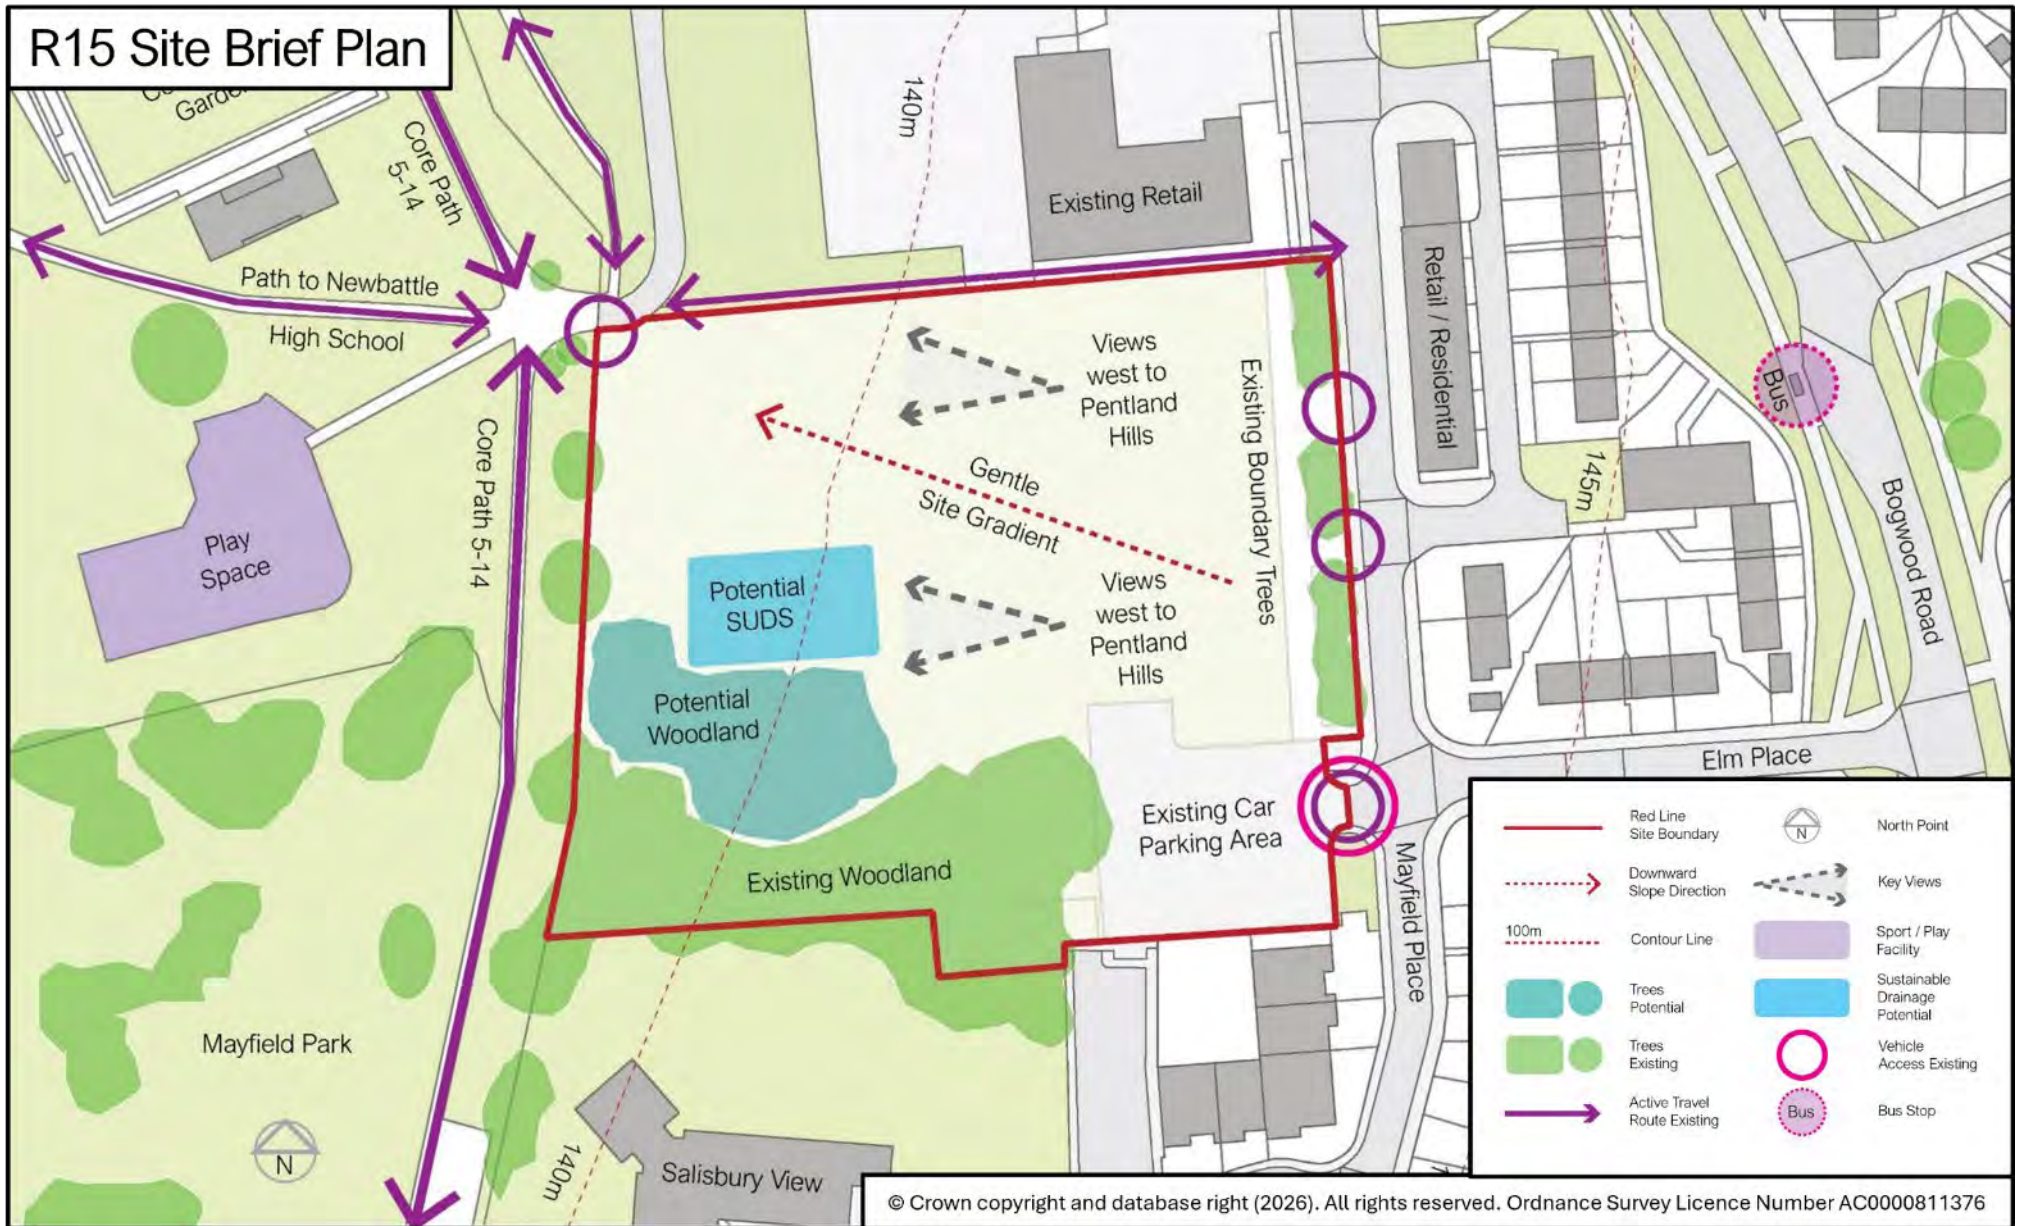 R15 Site Brief Plan
Core Path
5-14
140m
Existing Retail
Path to Newbattle
High School
Retail / Residential
Views
west to
Pentland
Hills
Existing Boundary Trees
Bus
Gentle
Site Gradient
Core Path 5-14
145m
Bogwood Road
Play
Space
Potential
SUDS
Views
west to
Pentland
Hills
Potential
Woodland
Elm Place
Existing Car
Parking Area
Existing Woodland
Mayfield Place
Mayfield Park
N
140m
Salisbury View
Red Line
Site Boundary
N
North Point
Downward
Slope Direction
Key Views
100m
Contour Line
Sport / Play
Facility
Trees
Potential
Sustainable
Drainage
Potential
Trees
Existing
Vehicle
Access Existing
Active Travel
Route Existing
Bus
Bus Stop
© Crown copyright and database right (2026). All rights reserved. Ordnance Survey Licence Number AC0000811376